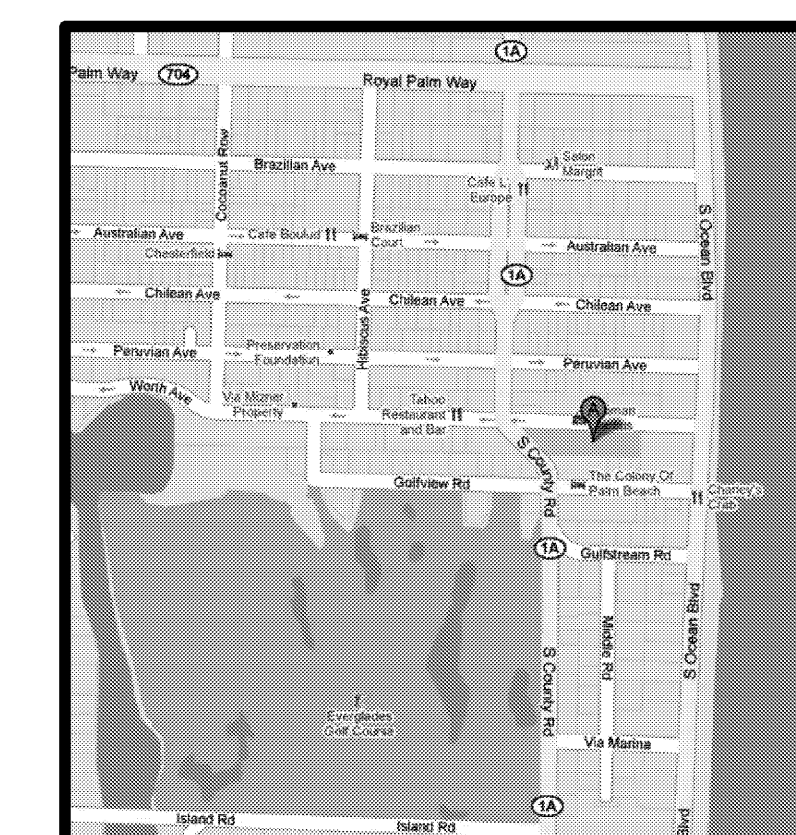 1A
Palm Way
704
Royal Palm Way
Cocoanut Row
Brazilian Ave
Salon
Margrit
Cafe L'
Europe
S Ocean Blvd
Australian Ave
Cafe Boulud
Brazilian
Court
Australian Ave
Chesterfield
1A
Chilean Ave
Chilean Ave
Chilean Ave
Hibiscus Ave
Peruvian Ave
Preservation
Foundation
Peruvian Ave
Worth Ave
Via Mizner
Property
Taboo
Restaurant
and Bar
A
S County Rd
Golfview Rd
The Colony Of
Palm Beach
Charley's
Crab
1A
Gulfstream Rd
Middle Rd
S Ocean Blvd
S County Rd
Everglades
Golf Course
Via Marina
1A
Island Rd
Island Rd